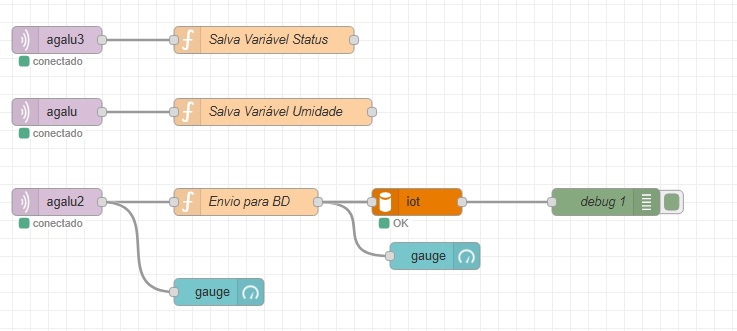 agalu3
Salva Variável Status
conectado
agalu
Salva Variável Umidade
conectado
agalu2
Envio para BD
iot
debug 1
conectado
OK
gauge
gauge